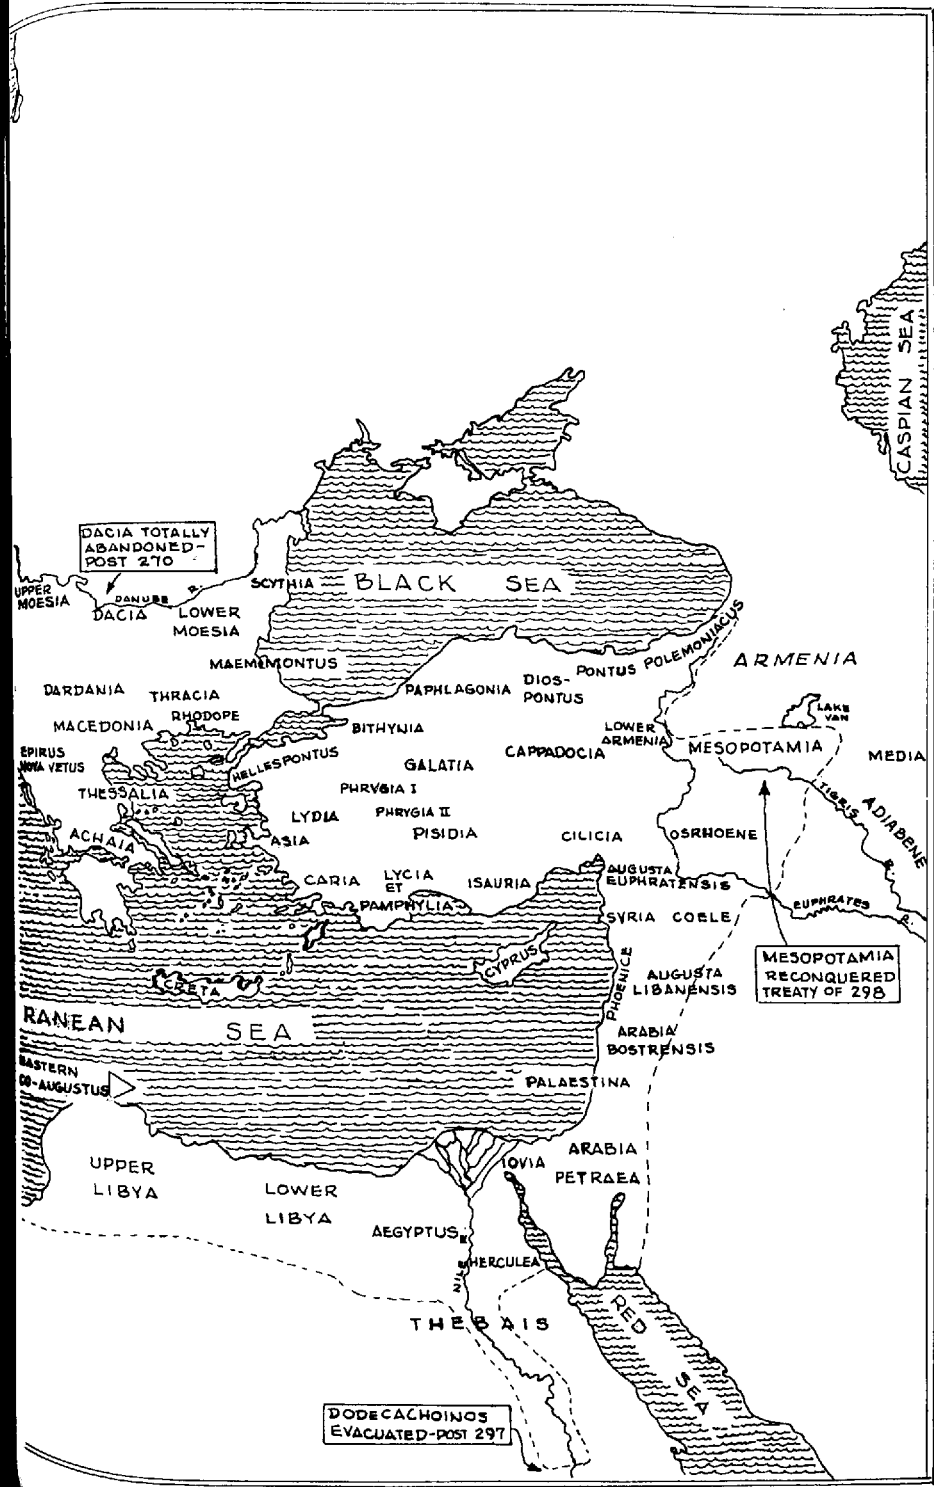 CASPIAN SEA
DACIA TOTALLY
ABANDONED-
POST 270
UPPER
MOESIA
DANUBE R.
DACIA
LOWER
MOESIA
SCYTHIA
BLACK SEA
MAEMIMONTUS
DARDANIA
THRACIA
RHODOPE
MACEDONIA
EPIRUS
NOVA VETUS
THESSALIA
ACHAIA
HELLESPONTUS
BITHYNIA
PAPHLAGONIA
DIOS-
PONTUS
PONTUS POLEMONIACUS
ARMENIA
LAKE
VAN
LOWER
ARMENIA
MESOPOTAMIA
MEDIA
CAPPADOCIA
GALATIA
PHRYGIA I
LYDIA
PHRYGIA II
ASIA
PISIDIA
CILICIA
OSRHOENE
TIGRIS R.
ADIABENE
CARIA
LYCIA
ET
PAMPHYLIA
ISAURIA
AUGUSTA
EUPHRATENSIS
EUPHRATES R.
SYRIA COELE
CYPRUS
CRETA
PHOENICE
AUGUSTA
LIBANENSIS
MESOPOTAMIA
RECONQUERED
TREATY OF 298
RANEAN SEA
ARABIA
BOSTRENSIS
EASTERN
CO-AUGUSTUS
PALAESTINA
UPPER
LIBYA
LOWER
LIBYA
IOVIA
ARABIA
PETRAEA
AEGYPTUS
NILE R
HERCULEA
THEBAIS
RED SEA
DODECACHOINOS
EVACUATED-POST 297